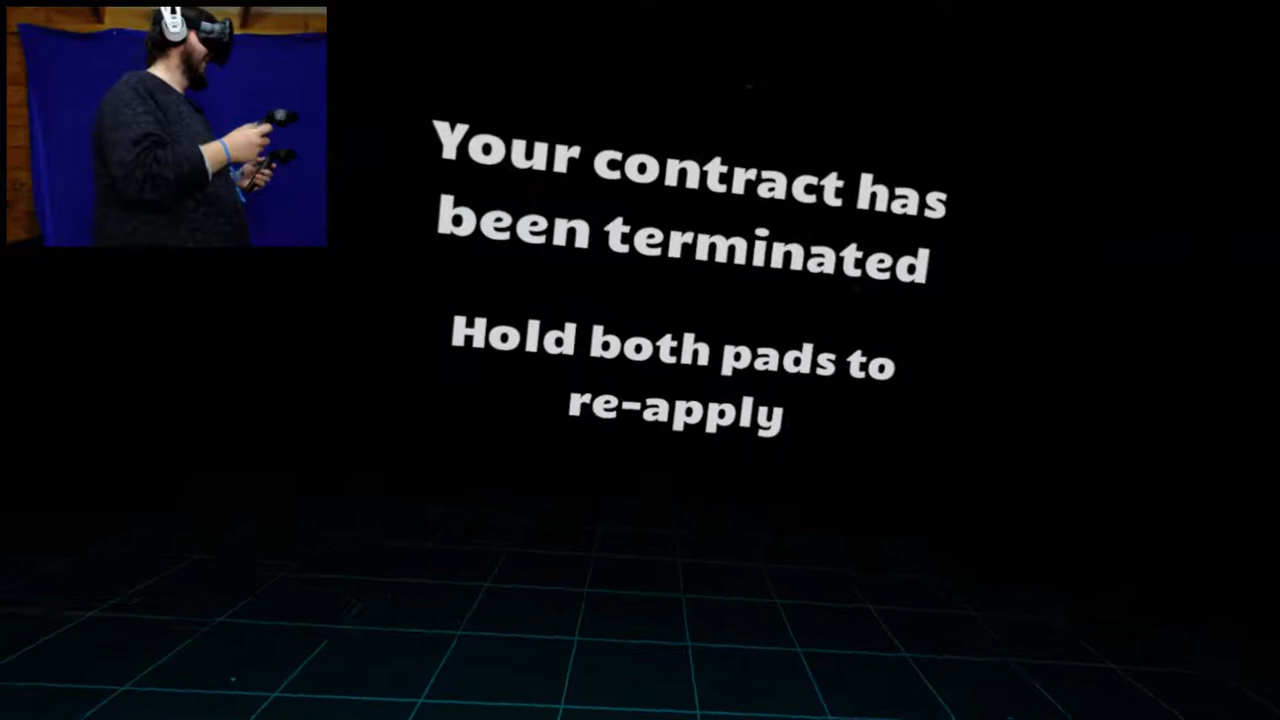 Your contract has
been terminated
Hold both pads to
re-apply